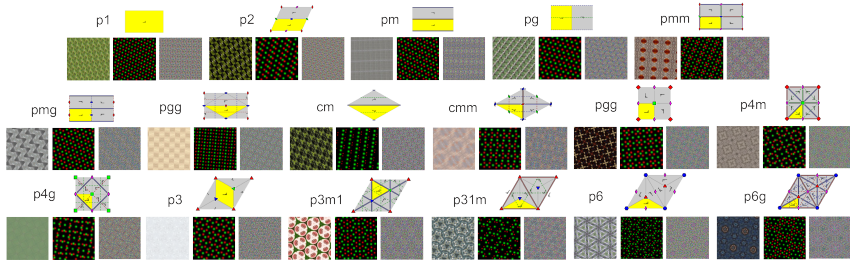 p1 p2 pm pg pmm
pmg pgg cm cmm pgg p4m
p4g p3 p3m1 p31m p6 p6g